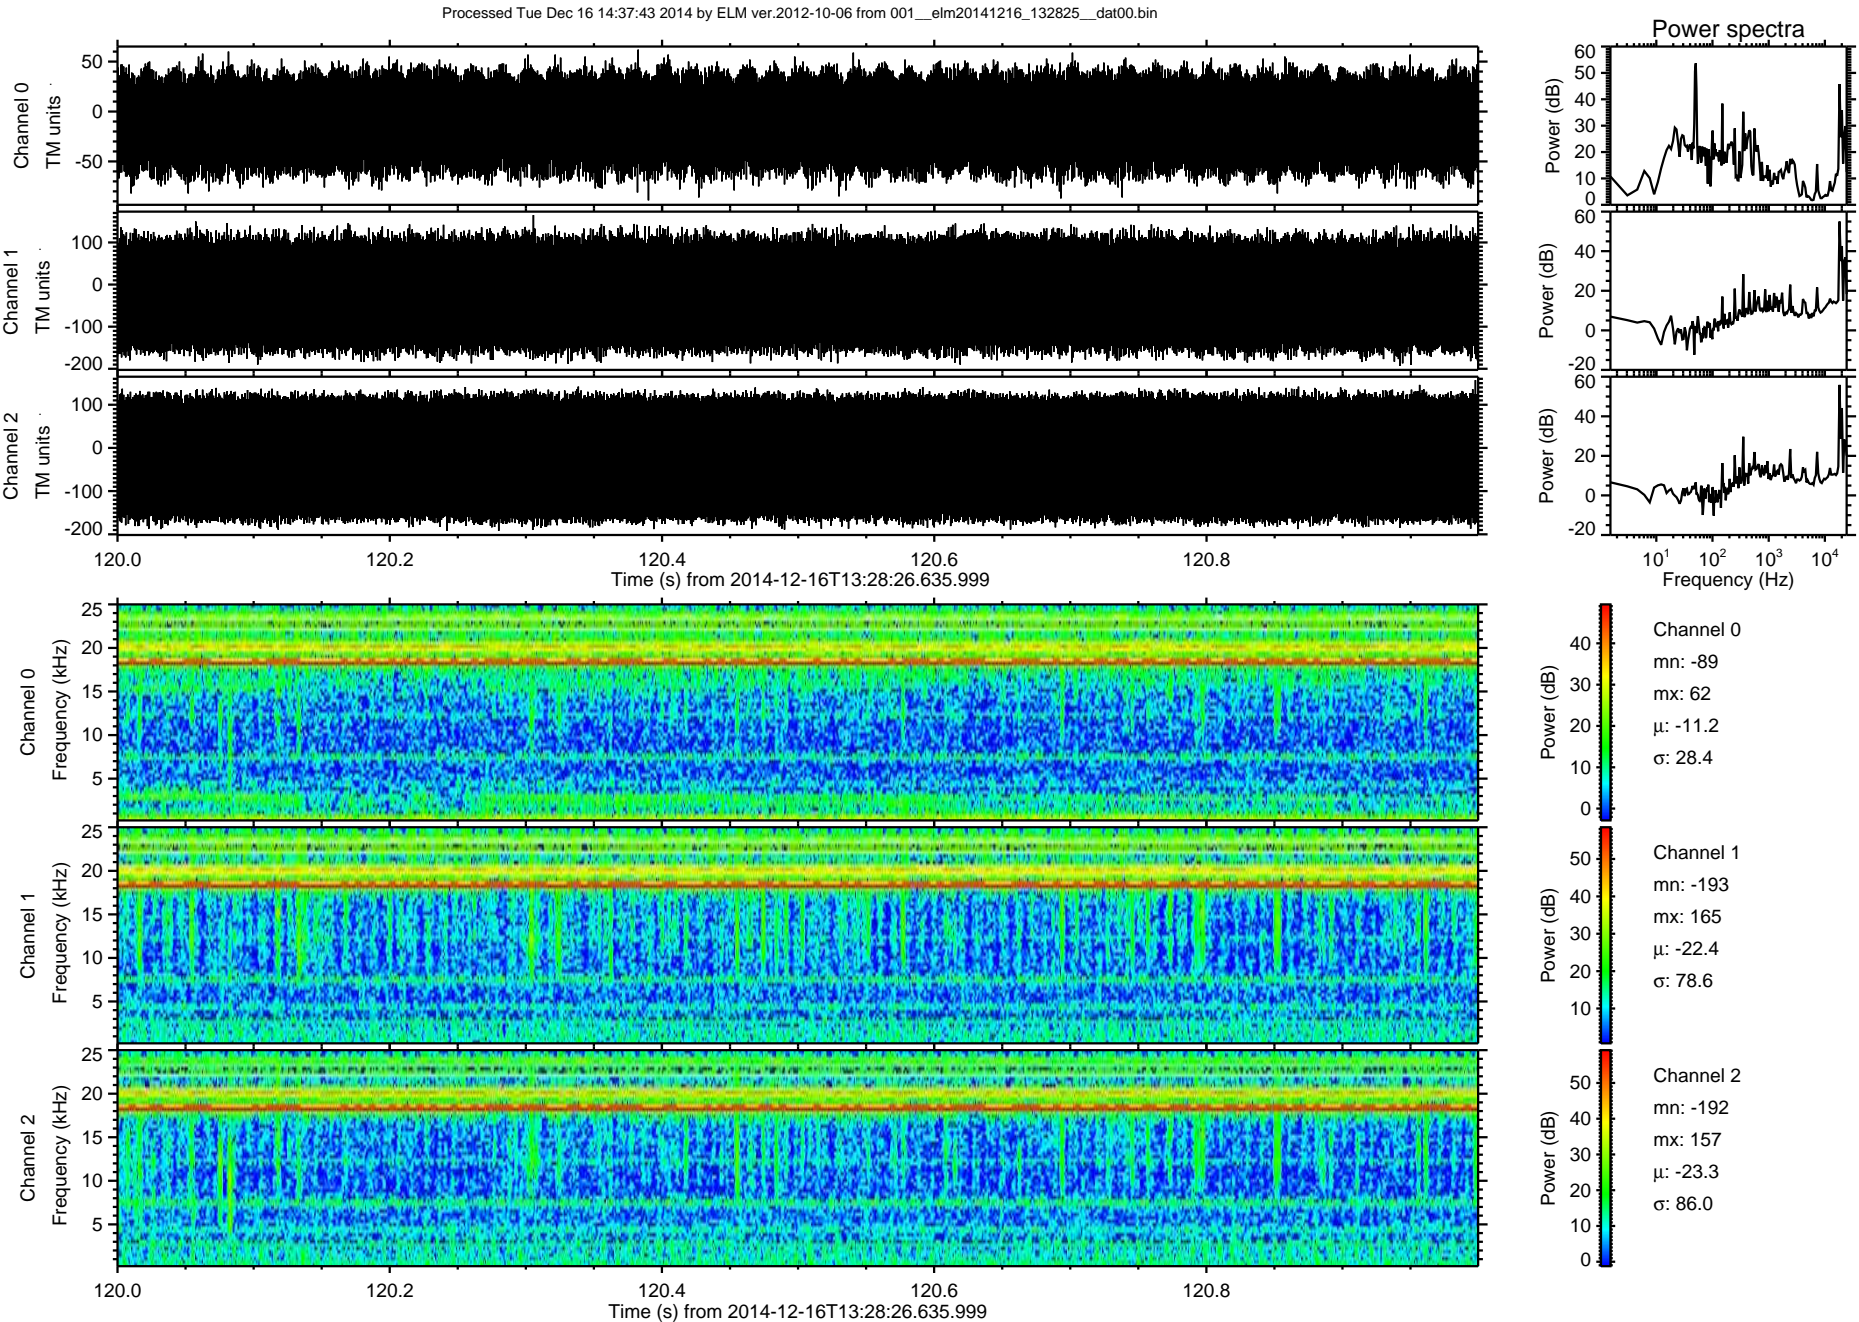 Processed Tue Dec 16 14:37:43 2014 by ELM ver.2012-10-06 from 001__elm20141216_132825__dat00.bin
Power spectra
Channel 0
TM units
50
0
-50
Power (dB)
60
50
40
30
20
10
0
Channel 1
TM units
100
0
-100
-200
Power (dB)
60
40
20
0
-20
Channel 2
TM units
100
0
-100
-200
Power (dB)
60
40
20
0
-20
120.0 120.2 120.4 120.6 120.8
Time (s) from 2014-12-16T13:28:26.635.999
10¹ 10² 10³ 10⁴
Frequency (Hz)
Channel 0
Frequency (kHz)
25
20
15
10
5
Power (dB)
40
30
20
10
0
Channel 0
mn: -89
mx: 62
μ: -11.2
σ: 28.4
Channel 1
Frequency (kHz)
25
20
15
10
5
Power (dB)
50
40
30
20
10
Channel 1
mn: -193
mx: 165
μ: -22.4
σ: 78.6
Channel 2
Frequency (kHz)
25
20
15
10
5
Power (dB)
50
40
30
20
10
0
Channel 2
mn: -192
mx: 157
μ: -23.3
σ: 86.0
120.0 120.2 120.4 120.6 120.8
Time (s) from 2014-12-16T13:28:26.635.999